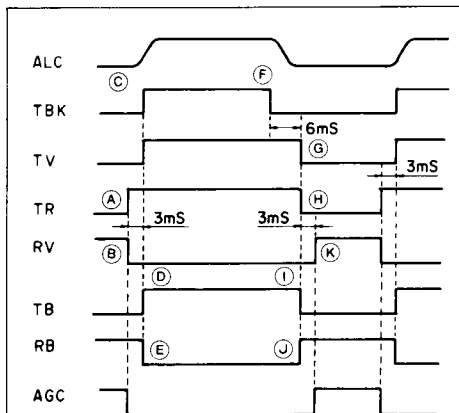 ALC
Ⓒ Ⓕ
TBK
6mS
TV Ⓖ
3mS
TR Ⓐ Ⓗ
3mS 3mS
RV Ⓑ Ⓚ
Ⓓ Ⓘ
TB
RB Ⓔ Ⓙ
AGC